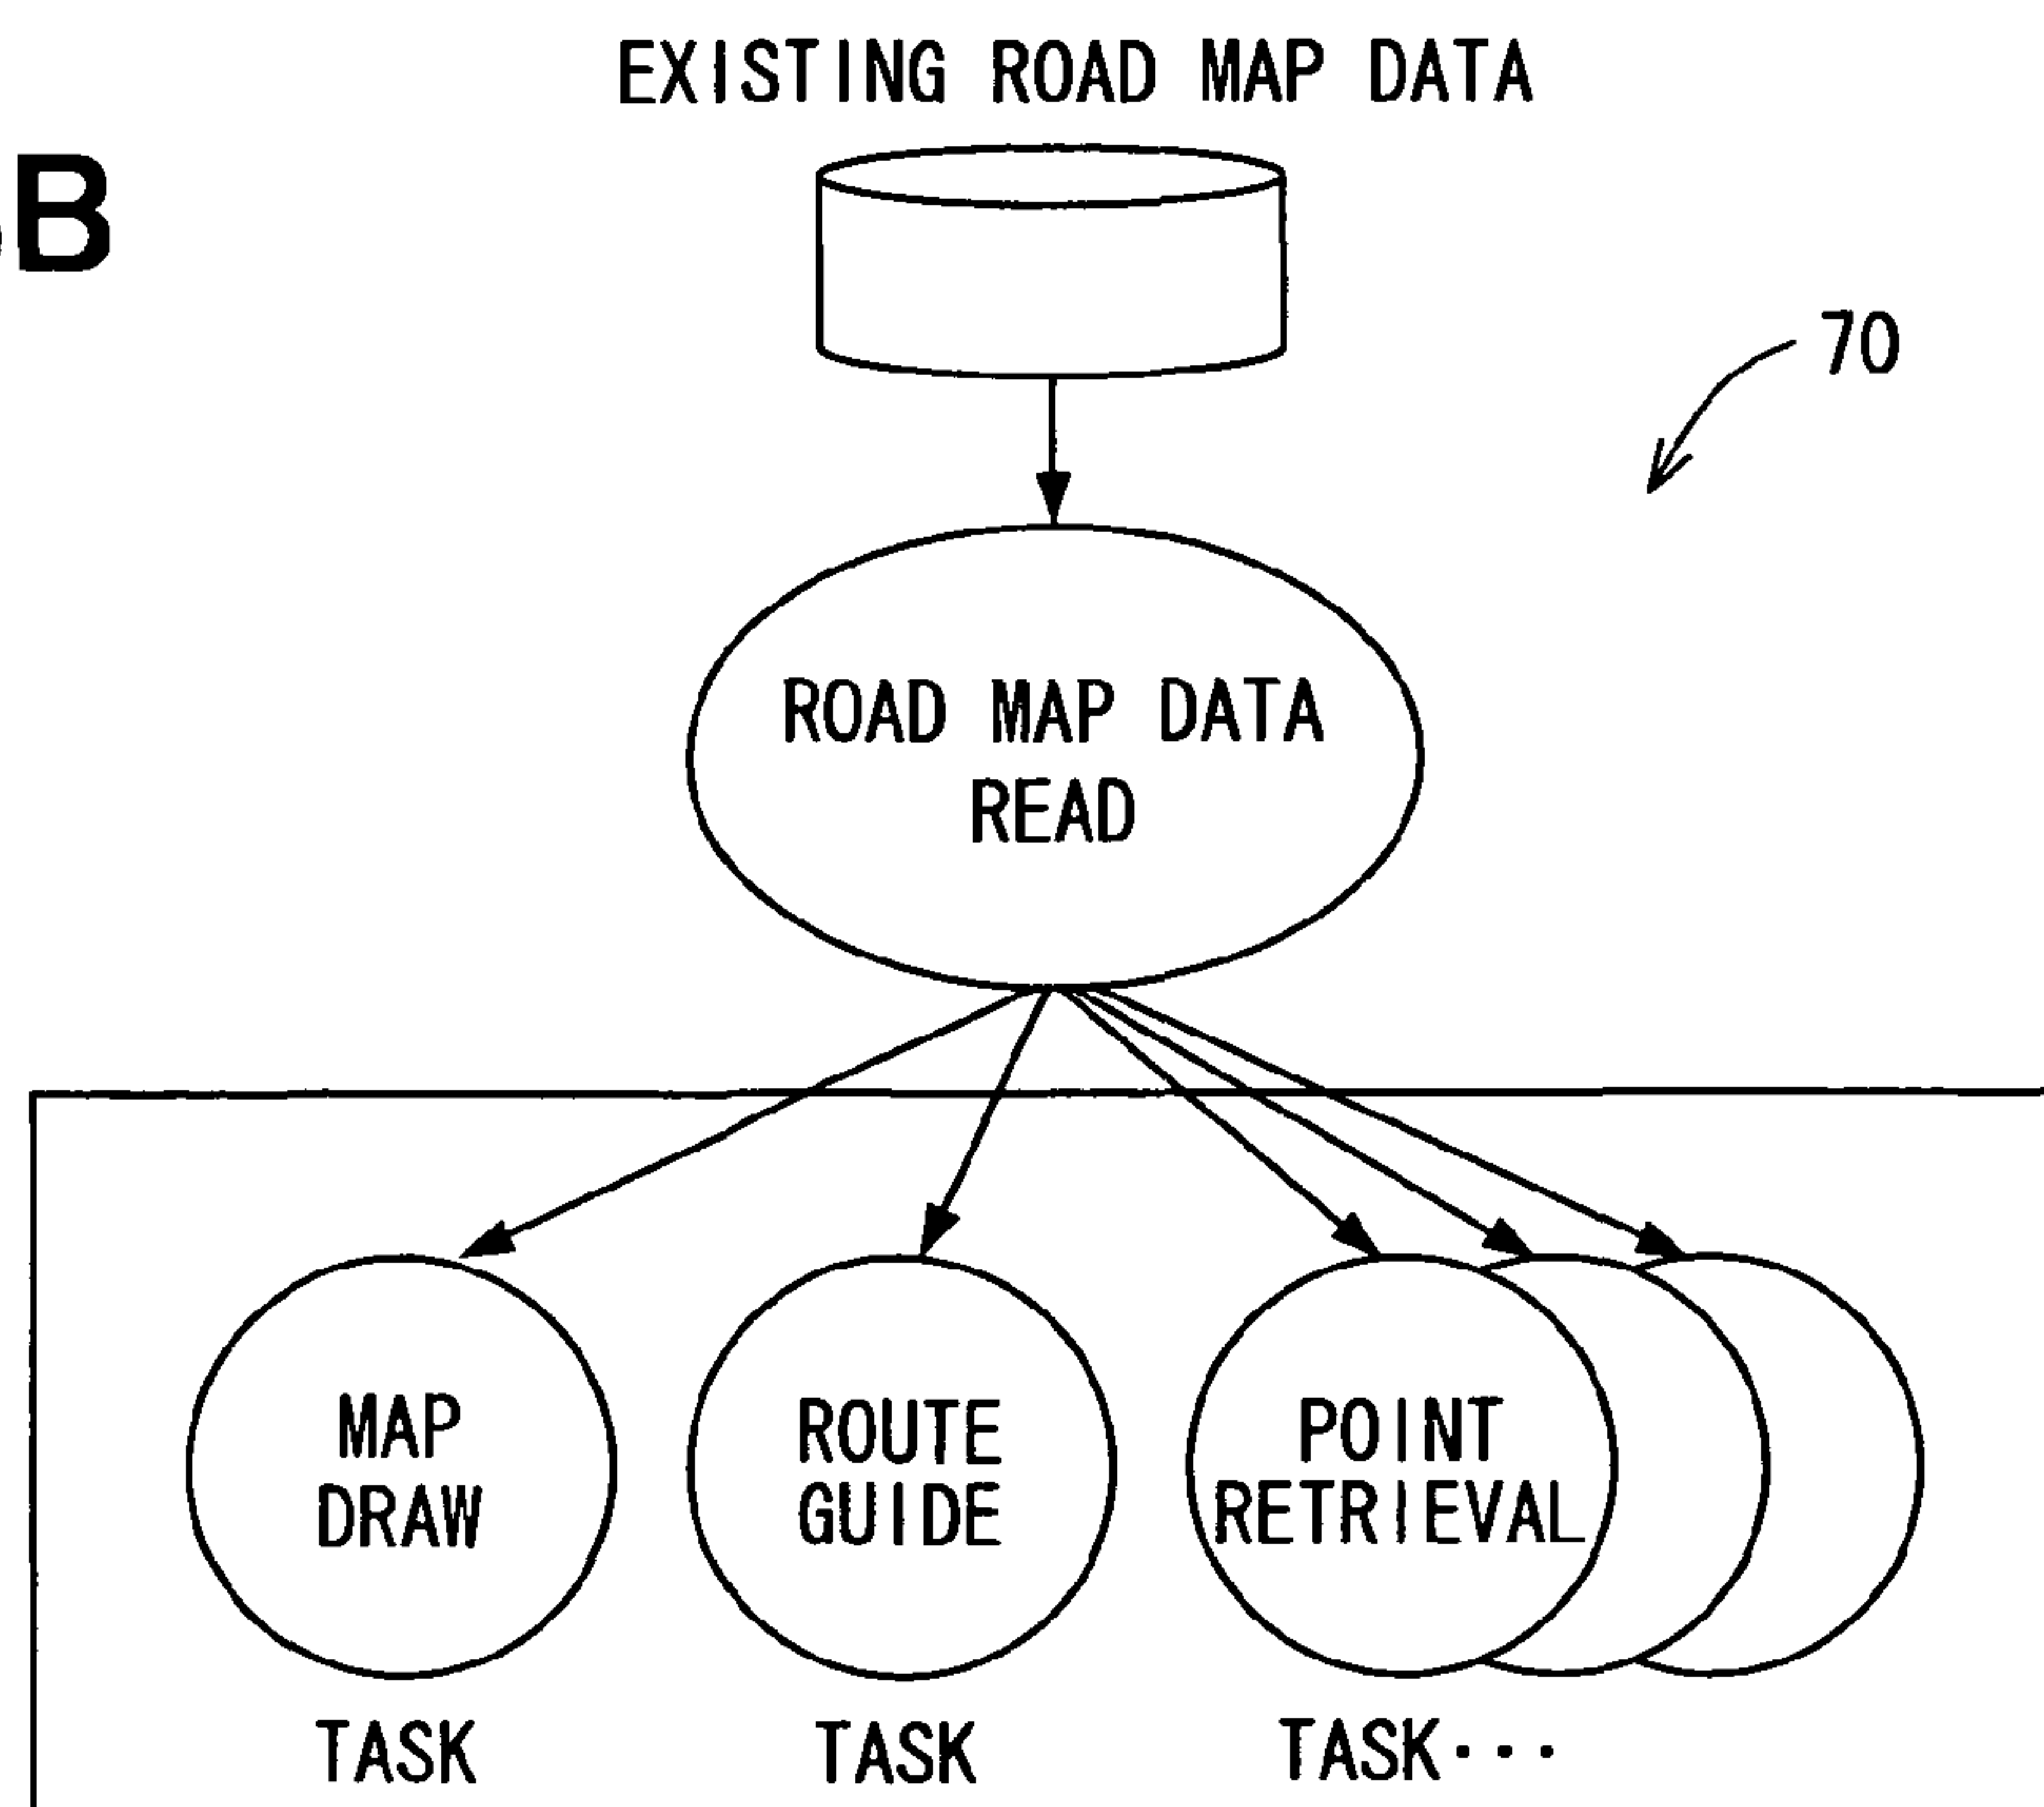 EXISTING ROAD MAP DATA
B
70
ROAD MAP DATA
READ
MAP
DRAW
ROUTE
GUIDE
POINT
RETRIEVAL
TASK
TASK
TASK···